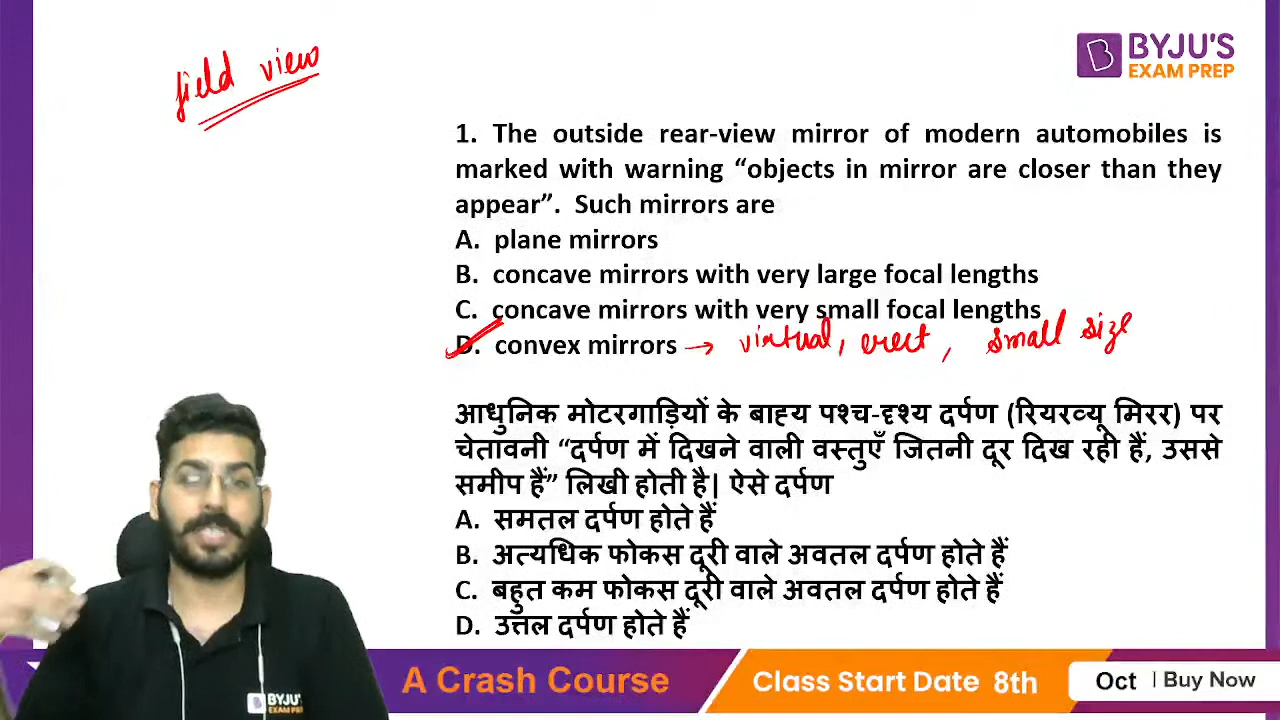 field view
BYJU'S
EXAM PREP
1. The outside rear-view mirror of modern automobiles is
marked with warning “objects in mirror are closer than they
appear”. Such mirrors are
A. plane mirrors
B. concave mirrors with very large focal lengths
C. concave mirrors with very small focal lengths
D. convex mirrors → virtual, erect, small size
आधुनिक मोटरगाड़ियों के बाह्य पश्च-दृश्य दर्पण (रियरव्यू मिरर) पर
चेतावनी “दर्पण में दिखने वाली वस्तुएँ जितनी दूर दिख रही हैं, उससे
समीप हैं” लिखी होती है| ऐसे दर्पण
A. समतल दर्पण होते हैं
B. अत्यधिक फोकस दूरी वाले अवतल दर्पण होते हैं
C. बहुत कम फोकस दूरी वाले अवतल दर्पण होते हैं
D. उत्तल दर्पण होते हैं
BYJU'S
EXAM PREP
A Crash Course
Class Start Date 8th Oct | Buy Now